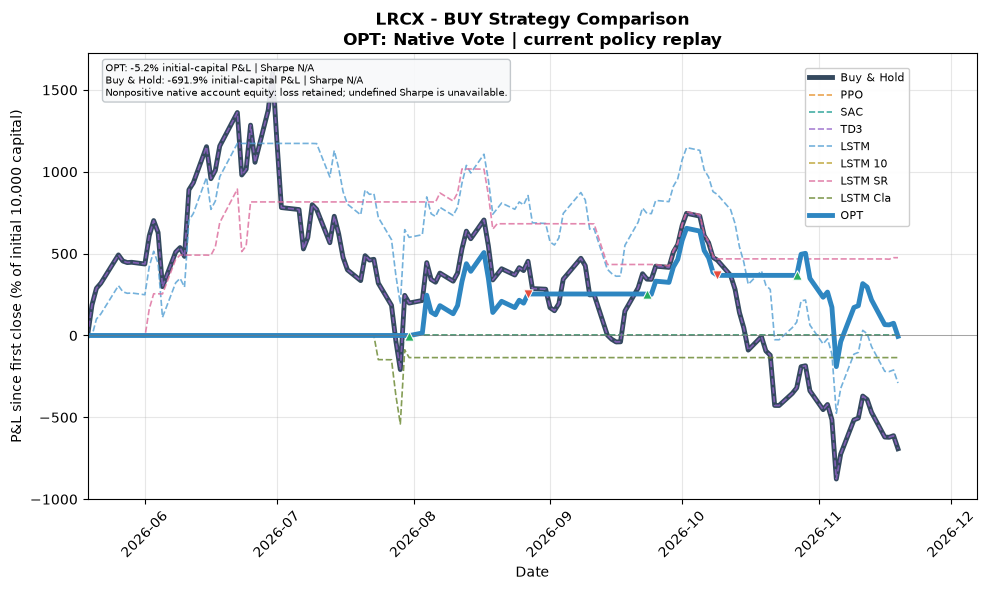 LRCX - BUY Strategy Comparison
OPT: Native Vote | current policy replay
OPT: -5.2% initial-capital P&L | Sharpe N/A
Buy & Hold: -691.9% initial-capital P&L | Sharpe N/A
Nonpositive native account equity: loss retained; undefined Sharpe is unavailable.
Buy & Hold
PPO
SAC
TD3
LSTM
LSTM 10
LSTM SR
LSTM Cla
OPT
P&L since first close (% of initial 10,000 capital)
1500
1000
500
0
−500
−1000
2026-06
2026-07
2026-08
2026-09
2026-10
2026-11
2026-12
Date